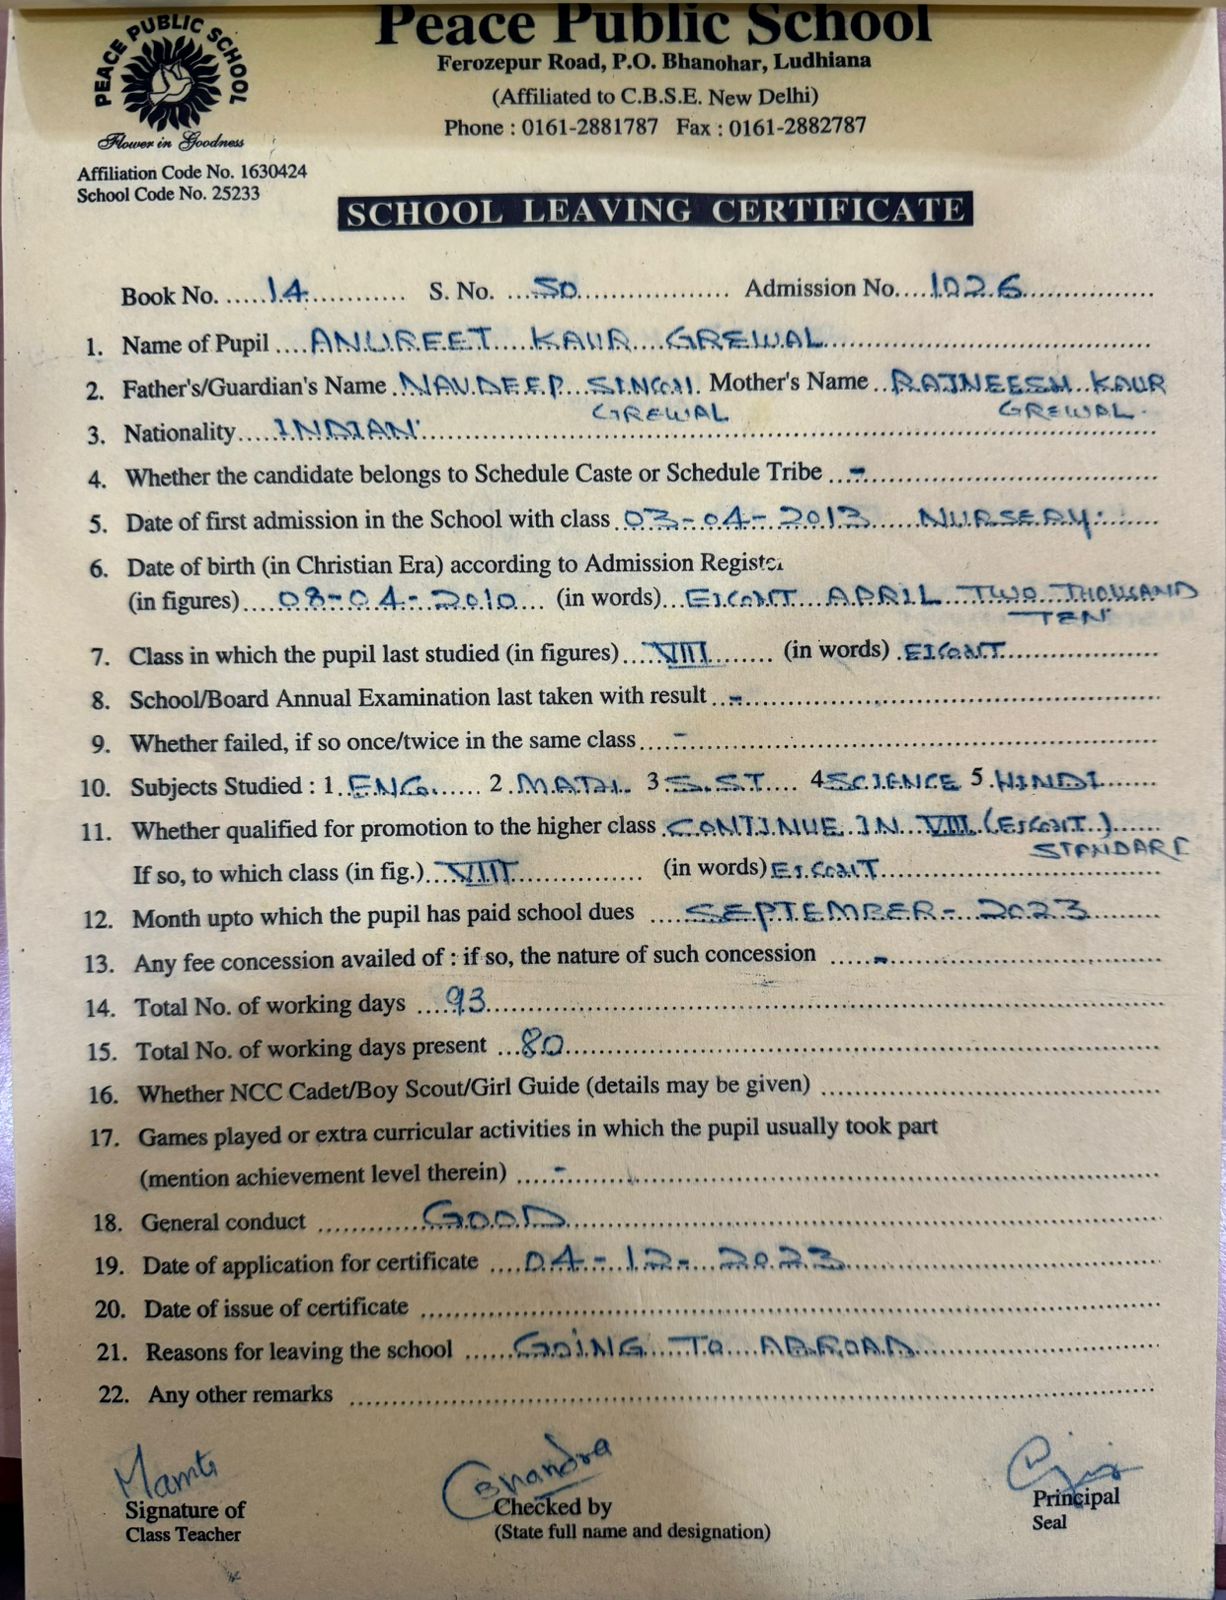 PEACE PUBLIC SCHOOL
Flower in Goodness
Peace Public School
Ferozepur Road, P.O. Bhanohar, Ludhiana
(Affiliated to C.B.S.E. New Delhi)
Phone : 0161-2881787 Fax : 0161-2882787
Affiliation Code No. 1630424
School Code No. 25233
SCHOOL LEAVING CERTIFICATE
Book No. 14 S. No. 50 Admission No. 1026
1. Name of Pupil ANUREET KAUR GREWAL
2. Father's/Guardian's Name NAVDEEP SINGH Mother's Name RAJNEESH KAUR
GREWAL GREWAL
3. Nationality INDIAN
4. Whether the candidate belongs to Schedule Caste or Schedule Tribe -
5. Date of first admission in the School with class 03-04-2013 NURSERY
6. Date of birth (in Christian Era) according to Admission Register
(in figures) 08-04-2010 (in words) EIGHT APRIL TWO THOUSAND
TEN
7. Class in which the pupil last studied (in figures) VIII (in words) EIGHT
8. School/Board Annual Examination last taken with result -
9. Whether failed, if so once/twice in the same class -
10. Subjects Studied : 1. ENG. 2. MATH. 3 S.ST 4 SCIENCE 5. HINDI
11. Whether qualified for promotion to the higher class CONTINUE IN VIII (EIGHT)
STANDARD
If so, to which class (in fig.) VIII (in words) EIGHT
12. Month upto which the pupil has paid school dues SEPTEMBER-2023
13. Any fee concession availed of : if so, the nature of such concession -
14. Total No. of working days 93
15. Total No. of working days present 80
16. Whether NCC Cadet/Boy Scout/Girl Guide (details may be given)
17. Games played or extra curricular activities in which the pupil usually took part
(mention achievement level therein) -
18. General conduct GOOD
19. Date of application for certificate 04-12-2023
20. Date of issue of certificate
21. Reasons for leaving the school GOING TO ABROAD
22. Any other remarks
Chandra
Signature of Checked by Principal
Class Teacher (State full name and designation) Seal